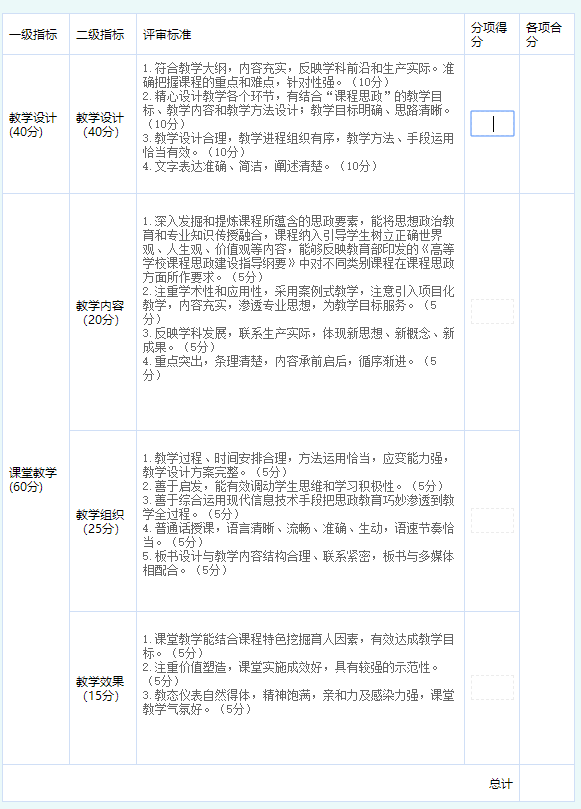 一级指标
二级指标
评审标准
分项得
分
各项合
分
教学设计
(40分)
教学设计
(40分)
1.符合教学大纲，内容充实，反映学科前沿和生产实际。准
确把握课程的重点和难点，针对性强。（10分）
2.精心设计教学各个环节，有结合“课程思政”的教学目
标、教学内容和教学方法设计；教学目标明确、思路清晰。
（10分）
3.教学设计合理，教学进程组织有序，教学方法、手段运用
恰当有效。（10分）
4.文字表达准确、简洁，阐述清楚。（10分）
课堂教学
(60分)
教学内容
(20分)
1.深入发掘和提炼课程所蕴含的思政要素，能将思想政治教
育和专业知识传授融合，课程纳入引导学生树立正确世界
观、人生观、价值观等内容，能够反映教育部印发的《高等
学校课程思政建设指导纲要》中对不同类别课程在课程思政
方面所作要求。（5分）
2.注重学术性和应用性，采用案例式教学，注意引入项目化
教学，内容充实，渗透专业思想，为教学目标服务。（5
分）
3.反映学科发展，联系生产实际，体现新思想、新概念、新
成果。（5分）
4.重点突出，条理清楚，内容承前启后，循序渐进。（5
分）
教学组织
(25分)
1.教学过程、时间安排合理，方法运用恰当，应变能力强，
教学设计方案完整。（5分）
2.善于启发，能有效调动学生思维和学习积极性。（5分）
3.善于综合运用现代信息技术手段把思政教育巧妙渗透到教
学全过程。（5分）
4.普通话授课，语言清晰、流畅、准确、生动，语速节奏恰
当。（5分）
5.板书设计与教学内容结构合理、联系紧密，板书与多媒体
相配合。（5分）
教学效果
(15分)
1.课堂教学能结合课程特色挖掘育人因素，有效达成教学目
标。（5分）
2.注重价值塑造，课堂实施成效好，具有较强的示范性。
（5分）
3.教态仪表自然得体，精神饱满，亲和力及感染力强，课堂
教学气氛好。（5分）
总计